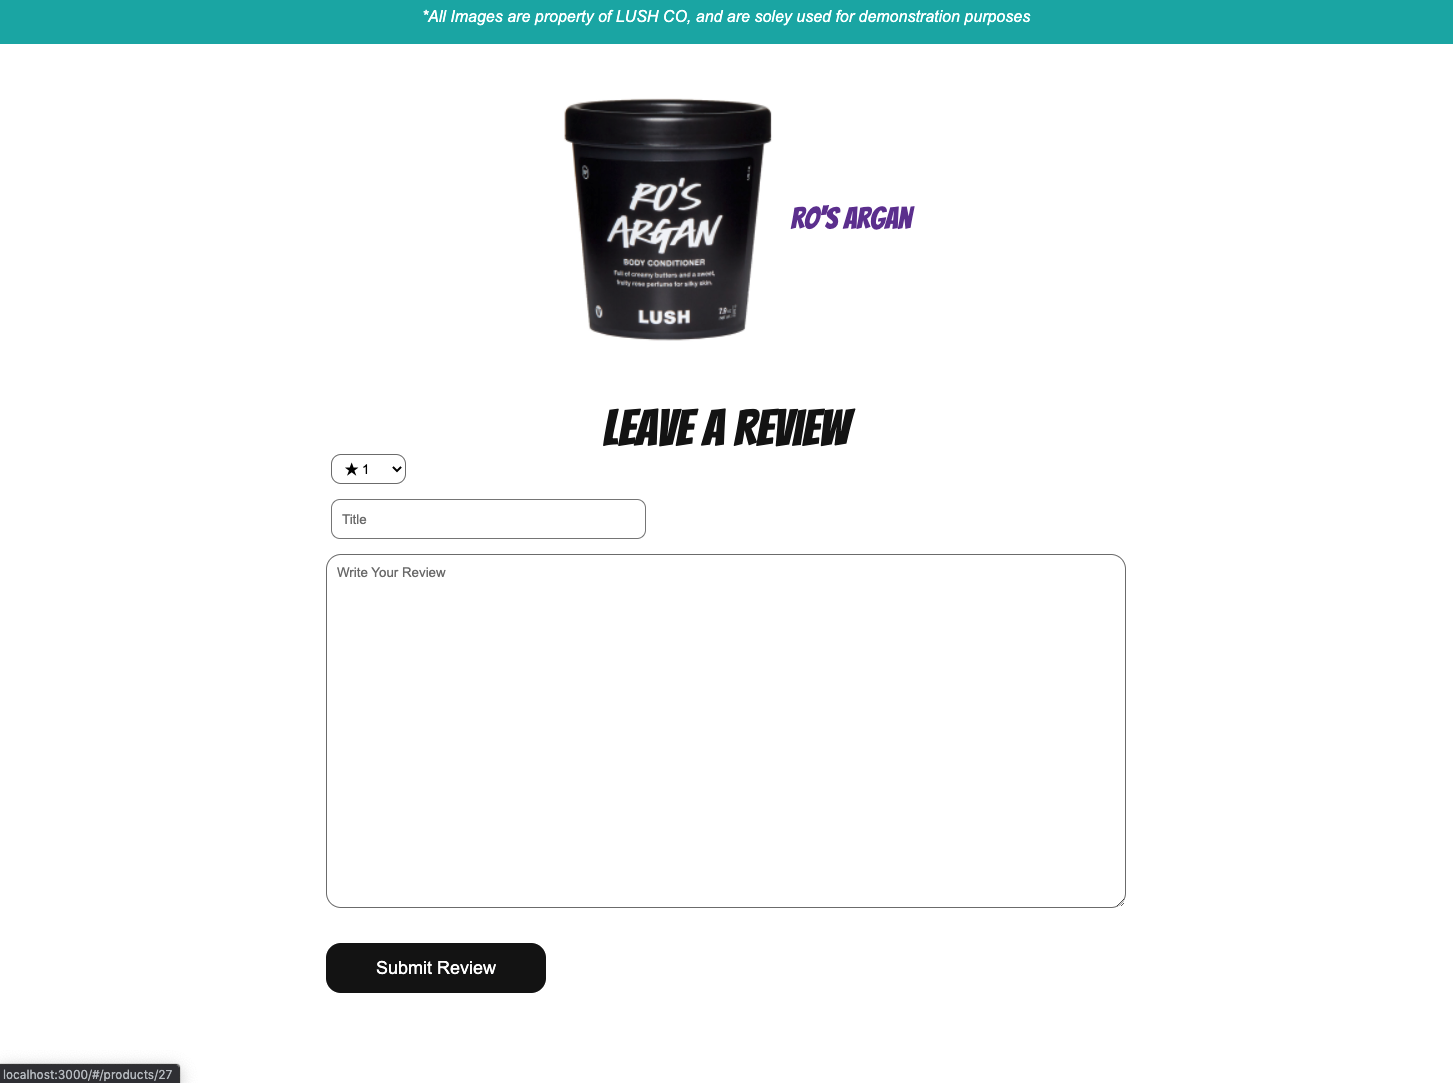 *All Images are property of LUSH CO, and are soley used for demonstration purposes
RO'S
ARGAN
BODY CONDITIONER
Full of creamy butters and a sweet,
fruity rose perfume for silky skin.
LUSH
7.9
RO'S ARGAN
LEAVE A REVIEW
★ 1
Title
Write Your Review
Submit Review
localhost:3000/#/products/27